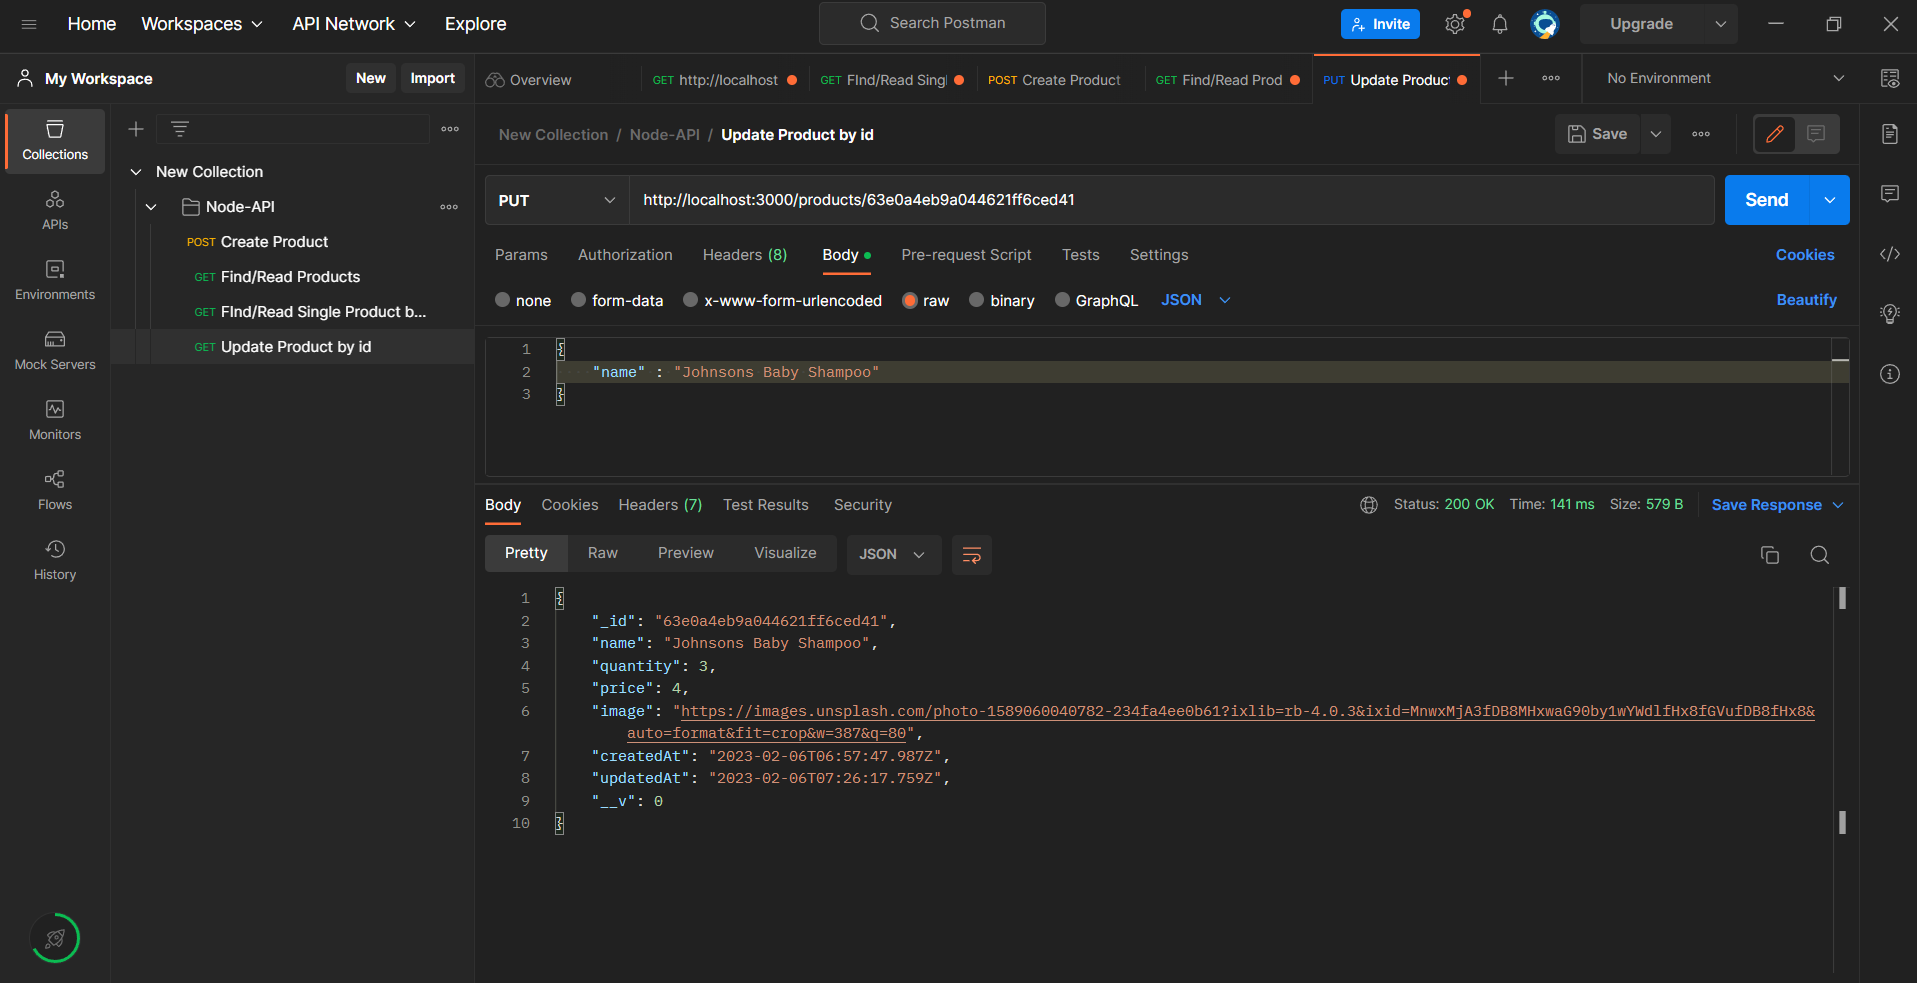 Home Workspaces API Network Explore Search Postman Invite Upgrade
My Workspace New Import
Overview GET http://localhost GET FInd/Read Singl POST Create Product GET Find/Read Prod PUT Update Product No Environment
Collections
APIs
Environments
Mock Servers
Monitors
Flows
History
New Collection
Node-API
POST Create Product
GET Find/Read Products
GET FInd/Read Single Product b...
GET Update Product by id
New Collection / Node-API / Update Product by id Save
PUT http://localhost:3000/products/63e0a4eb9a044621ff6ced41 Send
Params Authorization Headers (8) Body Pre-request Script Tests Settings Cookies
none form-data x-www-form-urlencoded raw binary GraphQL JSON Beautify
1 {
2 "name" : "Johnsons Baby Shampoo"
3 }
Body Cookies Headers (7) Test Results Security Status: 200 OK Time: 141 ms Size: 579 B Save Response
Pretty Raw Preview Visualize JSON
1 {
2 "_id": "63e0a4eb9a044621ff6ced41",
3 "name": "Johnsons Baby Shampoo",
4 "quantity": 3,
5 "price": 4,
6 "image": "https://images.unsplash.com/photo-1589060040782-234fa4ee0b61?ixlib=rb-4.0.3&ixid=MnwxMjA3fDB8MHxwaG90by1wYWdlfHx8fGVufDB8fHx8&
auto=format&fit=crop&w=387&q=80",
7 "createdAt": "2023-02-06T06:57:47.987Z",
8 "updatedAt": "2023-02-06T07:26:17.759Z",
9 "__v": 0
10 }